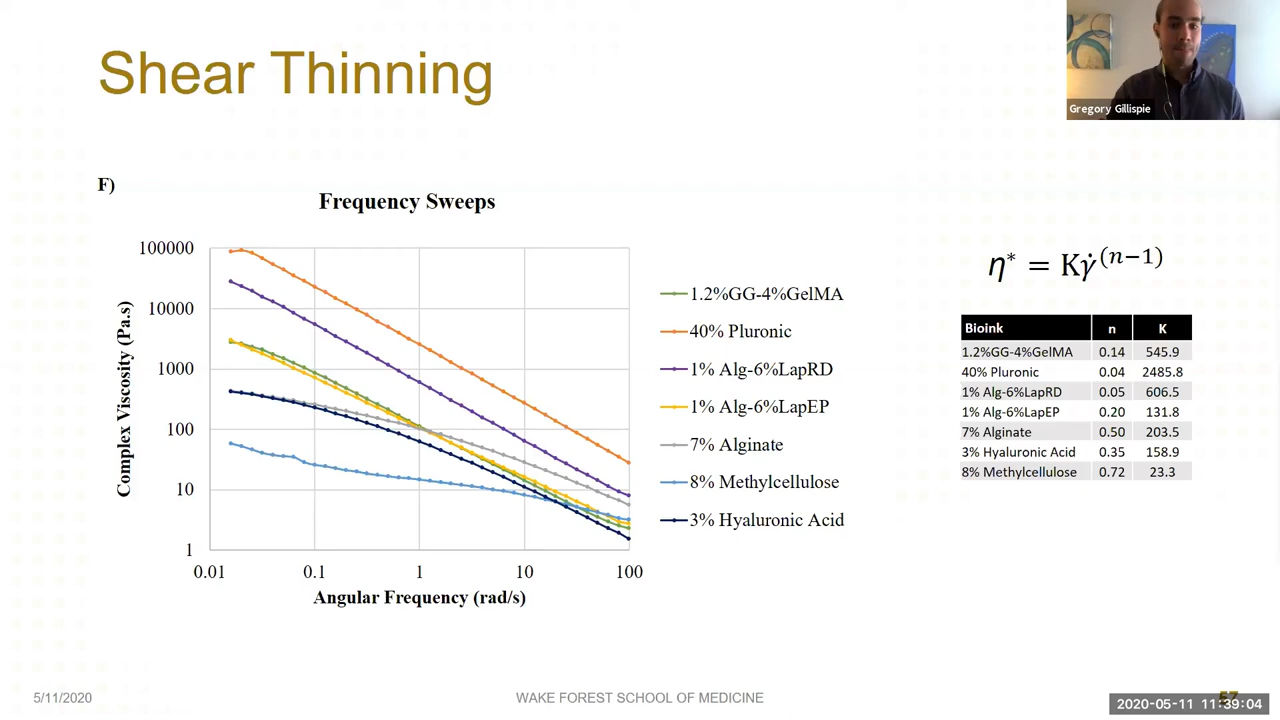 Shear Thinning
Gregory Gillispie
F)
Frequency Sweeps
Complex Viscosity (Pa.s)
100000
10000
1000
100
10
1
0.01 0.1 1 10 100
Angular Frequency (rad/s)
1.2%GG-4%GelMA
40% Pluronic
1% Alg-6%LapRD
1% Alg-6%LapEP
7% Alginate
8% Methylcellulose
3% Hyaluronic Acid
η* = Kγ̇^(n−1)
Bioink n K
1.2%GG-4%GelMA 0.14 545.9
40% Pluronic 0.04 2485.8
1% Alg-6%LapRD 0.05 606.5
1% Alg-6%LapEP 0.20 131.8
7% Alginate 0.50 203.5
3% Hyaluronic Acid 0.35 158.9
8% Methylcellulose 0.72 23.3
5/11/2020 WAKE FOREST SCHOOL OF MEDICINE
2020-05-11 11:39:04